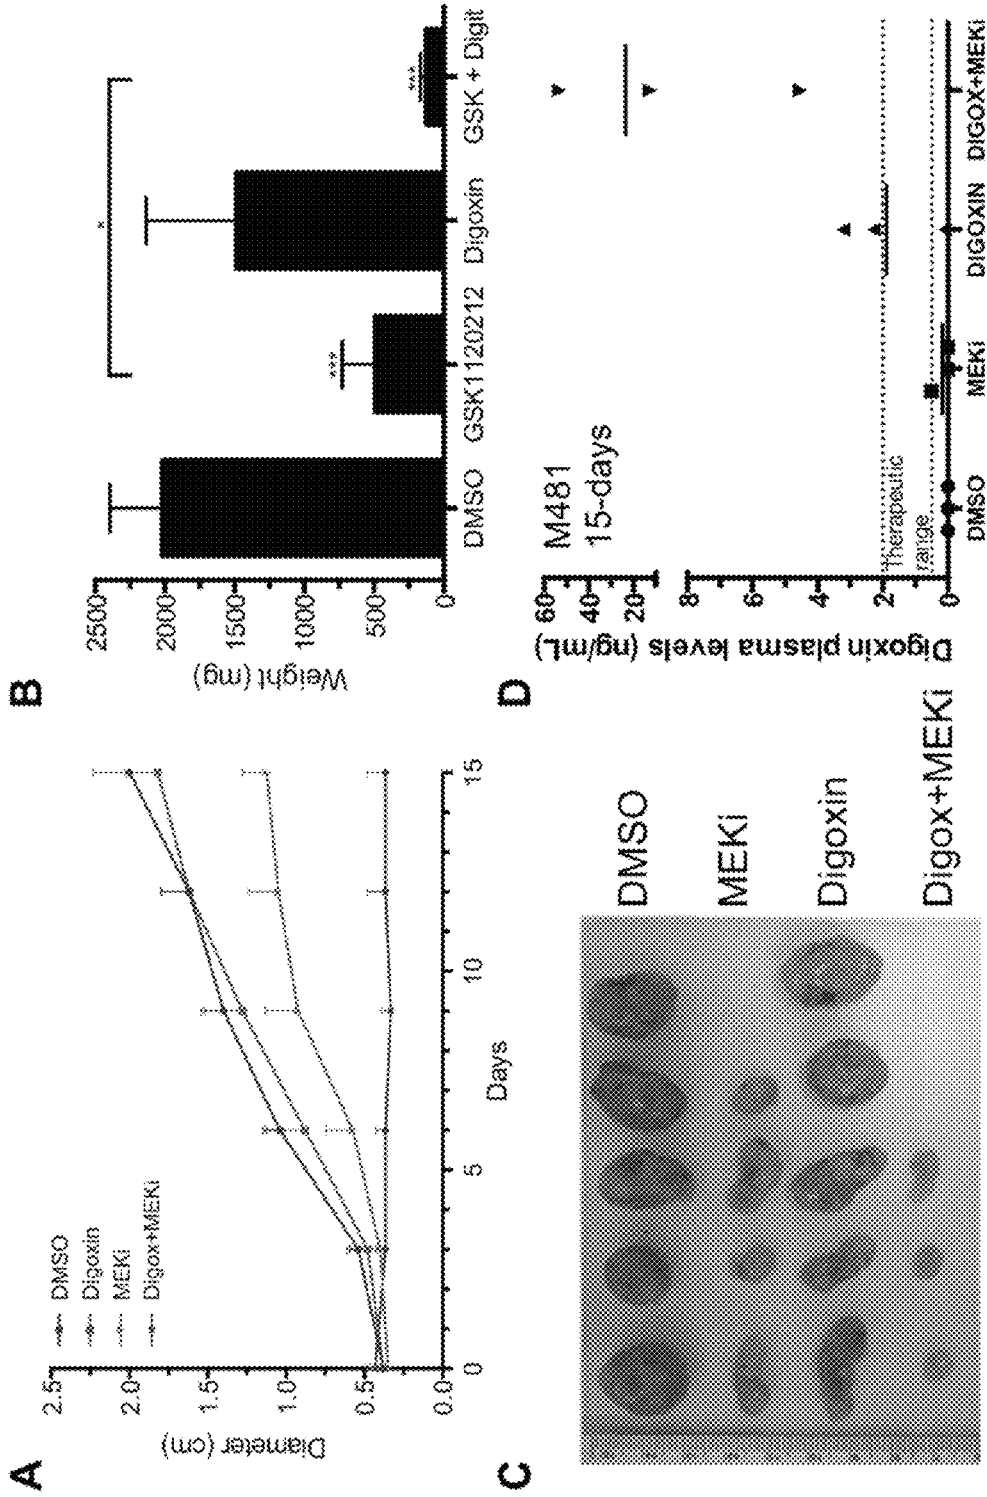 A
2.5
2.0
1.5
1.0
0.5
0.0
Diameter (cm)
DMSO
Digoxin
MEKi
Digox+MEKi
0
5
10
15
Days
B
2500
2000
1500
1000
500
0
Weight (mg)
*
***
***
DMSO
GSK1120212
Digoxin
GSK + Digit
C
DMSO
MEKi
Digoxin
Digox+MEKi
D
60
40
20
8
6
4
2
0
Digoxin plasma levels (ng/mL)
M481
15-days
Therapeutic
range
DMSO
MEKi
DIGOXIN
DIGOX+MEKi